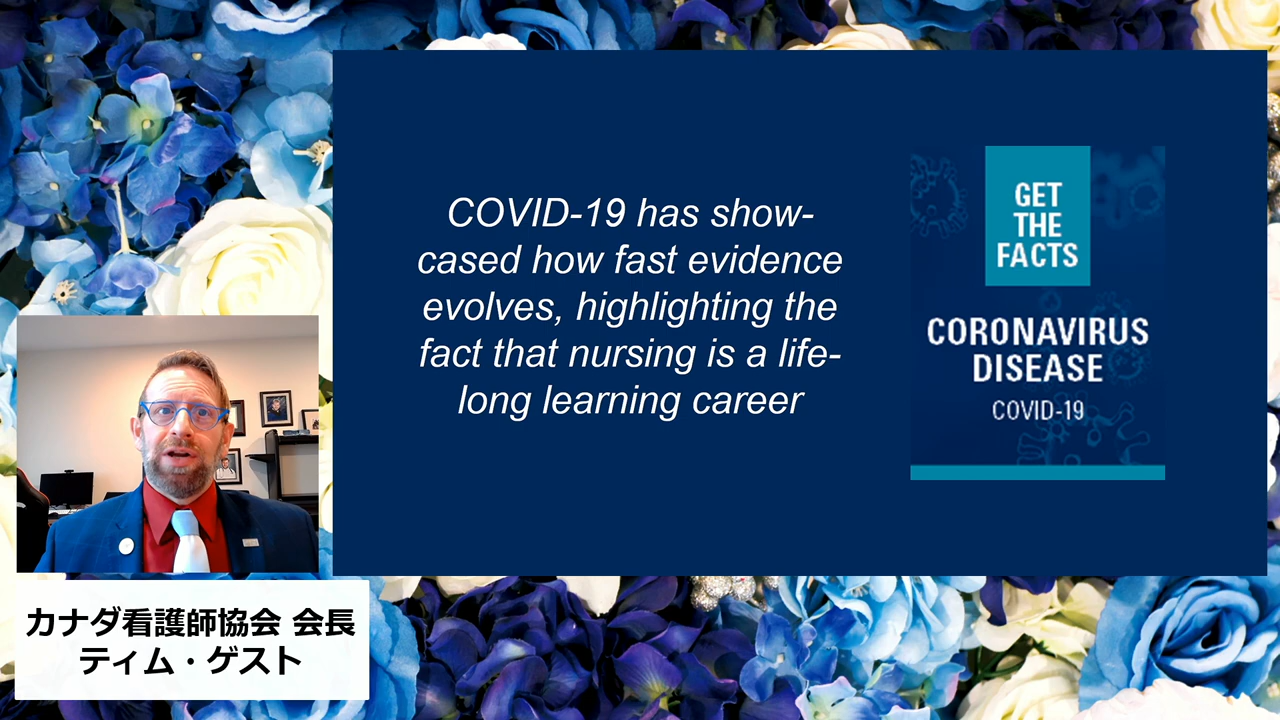 COVID-19 has show-
cased how fast evidence
evolves, highlighting the
fact that nursing is a life-
long learning career
GET
THE
FACTS
CORONAVIRUS
DISEASE
COVID-19
カナダ看護師協会 会長
ティム・ゲスト